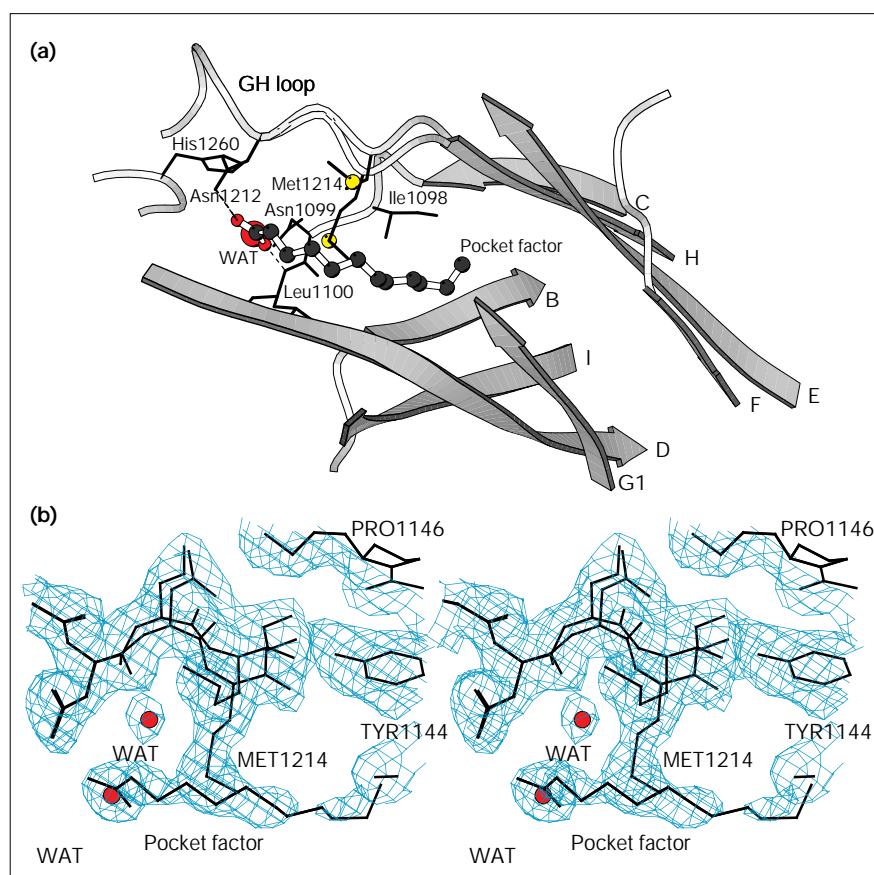 (a)
GH loop
His1260
Met1214
Asn1212
Asn1099
Ile1098
C
WAT
Pocket factor
H
Leu1100
B
I
F
E
D
G1
(b)
PRO1146
PRO1146
TYR1144
TYR1144
WAT
MET1214
WAT
MET1214
Pocket factor
Pocket factor
WAT
WAT